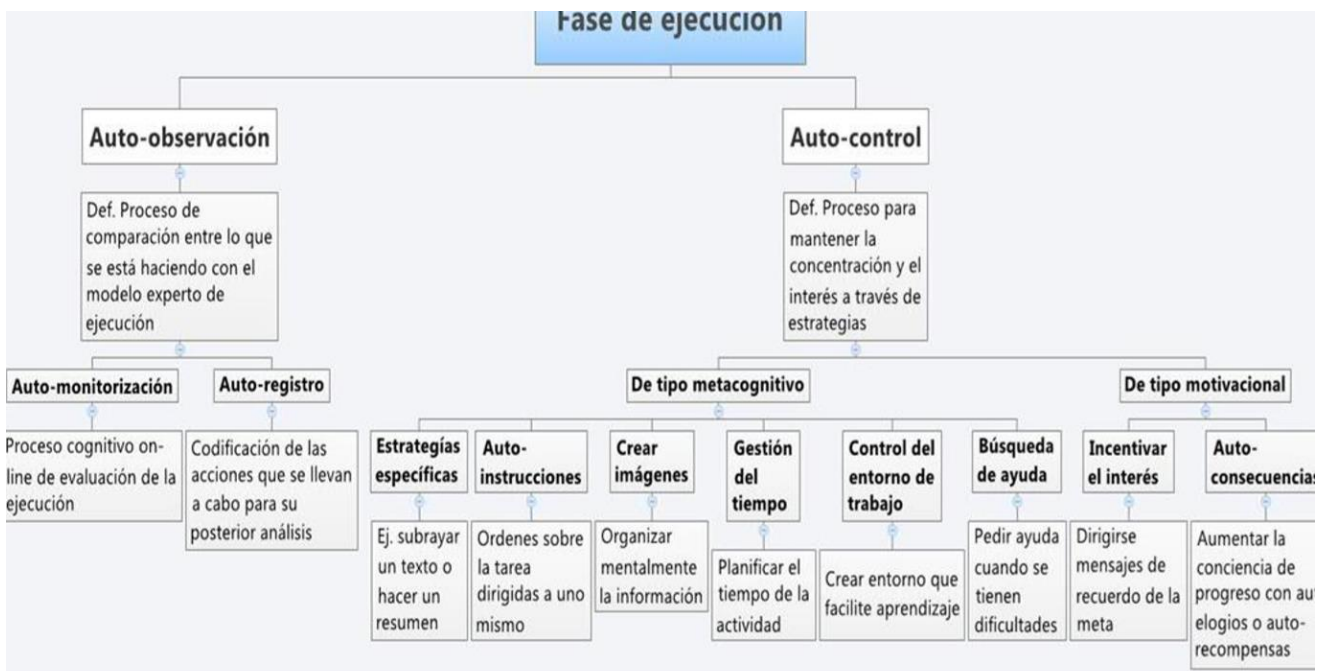 Fase de ejecución
Auto-observación
Def. Proceso de
comparación entre lo que
se está haciendo con el
modelo experto de
ejecución
Auto-monitorización
Proceso cognitivo on-
line de evaluación de la
ejecución
Auto-registro
Codificación de las
acciones que se llevan
a cabo para su
posterior análisis
Auto-control
Def. Proceso para
mantener la
concentración y el
interés a través de
estrategias
De tipo metacognitivo
Estrategías
específicas
Ej. subrayar
un texto o
hacer un
resumen
Auto-
instrucciones
Ordenes sobre
la tarea
dirigidas a uno
mismo
Crear
imágenes
Organizar
mentalmente
la información
Gestión
del
tiempo
Planificar el
tiempo de la
actividad
Control del
entorno de
trabajo
Crear entorno que
facilite aprendizaje
Búsqueda
de ayuda
Pedir ayuda
cuando se
tienen
dificultades
De tipo motivacional
Incentivar
el interés
Dirigirse
mensajes de
recuerdo de la
meta
Auto-
consecuencias
Aumentar la
conciencia de
progreso con
elogios o auto-
recompensas